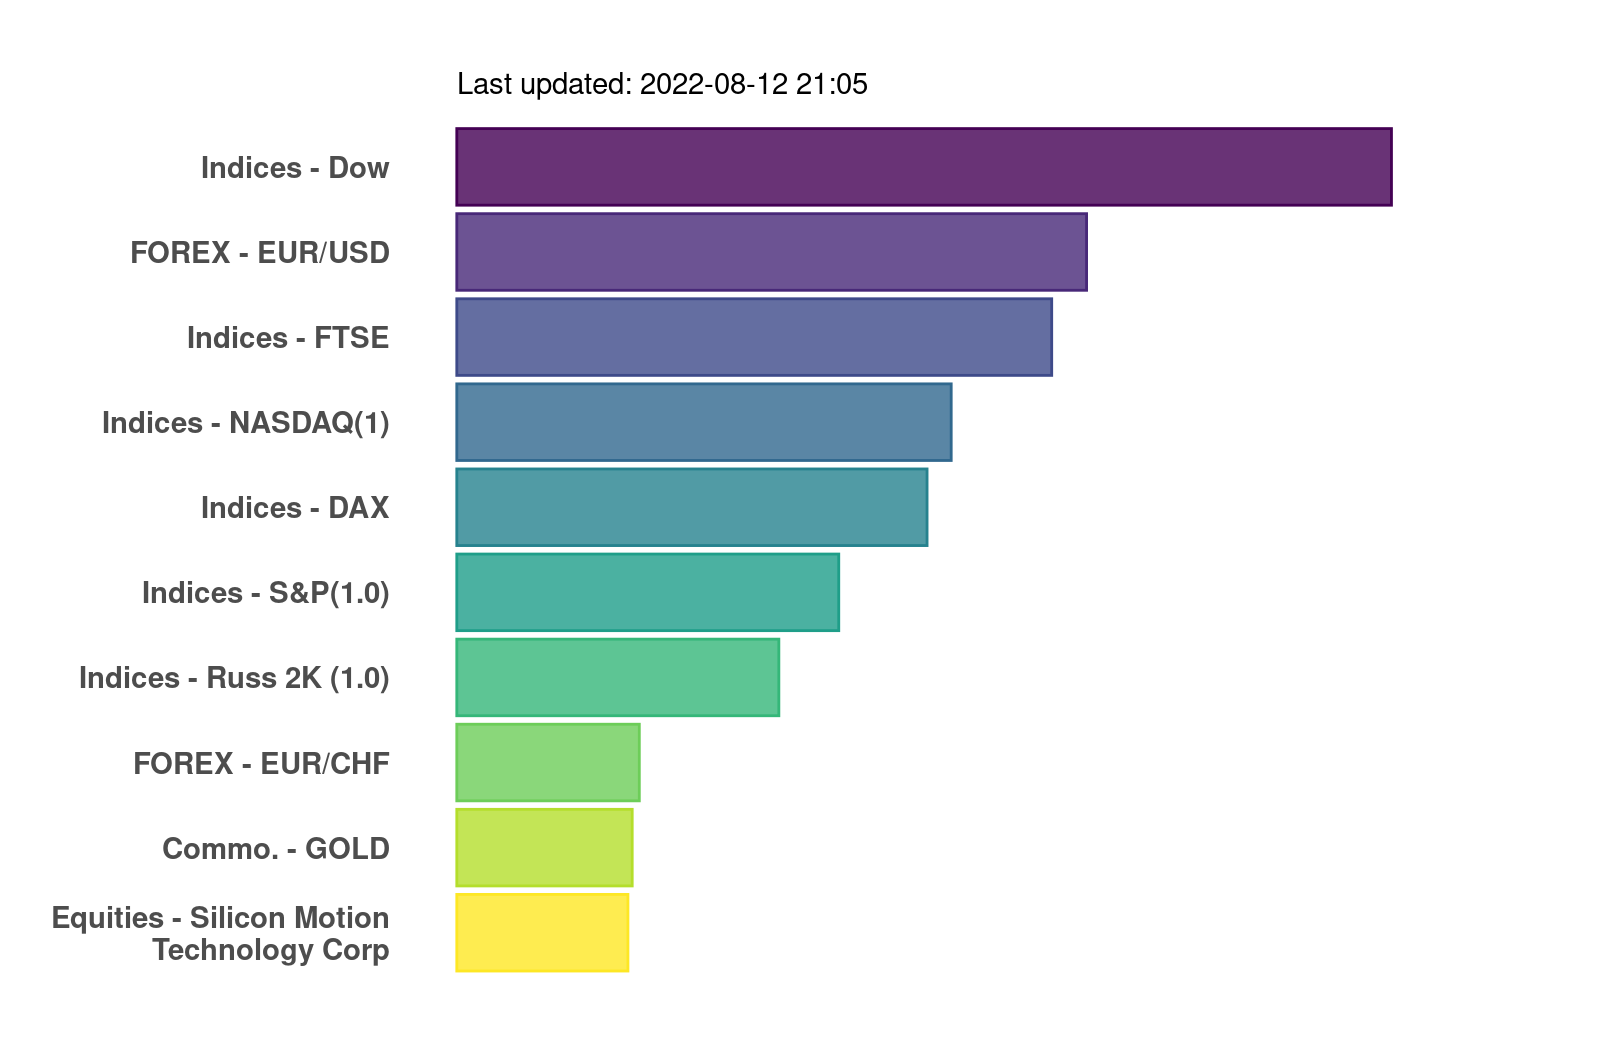 Last updated: 2022-08-12 21:05
Indices - Dow
FOREX - EUR/USD
Indices - FTSE
Indices - NASDAQ(1)
Indices - DAX
Indices - S&P(1.0)
Indices - Russ 2K (1.0)
FOREX - EUR/CHF
Commo. - GOLD
Equities - Silicon Motion
Technology Corp